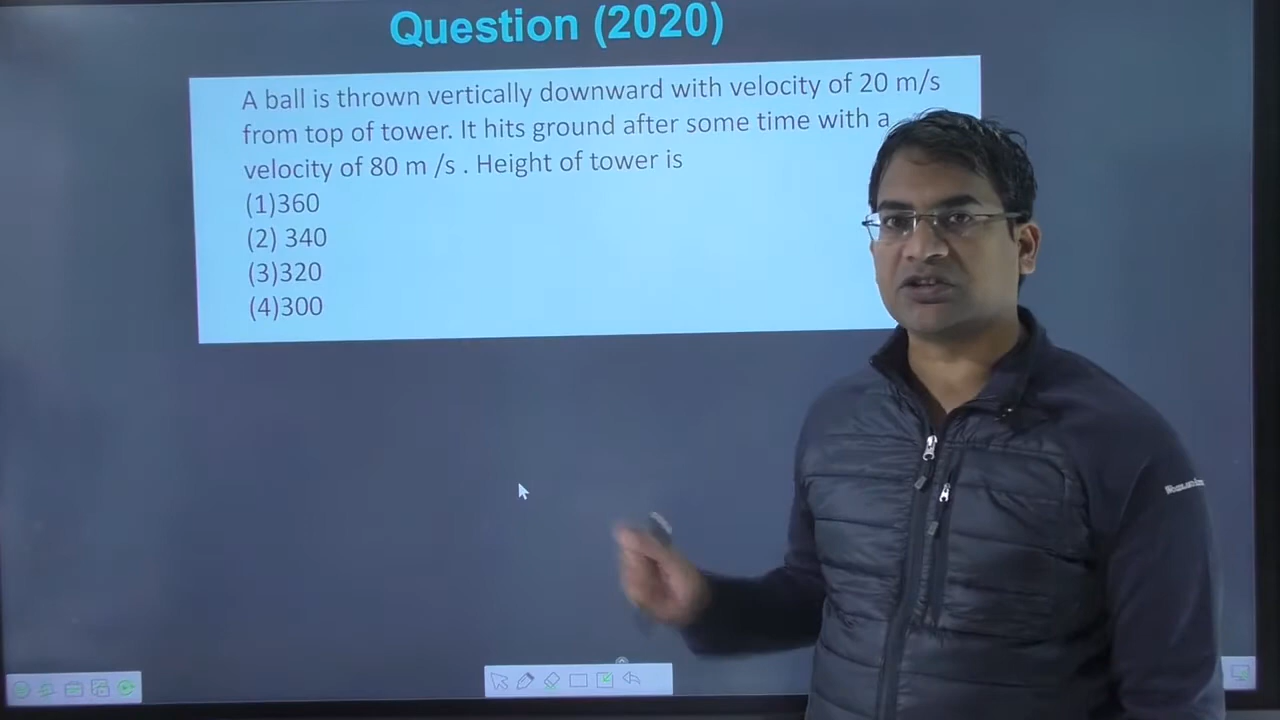 Question (2020)
A ball is thrown vertically downward with velocity of 20 m/s
from top of tower. It hits ground after some time with a
velocity of 80 m /s . Height of tower is
(1)360
(2) 340
(3)320
(4)300